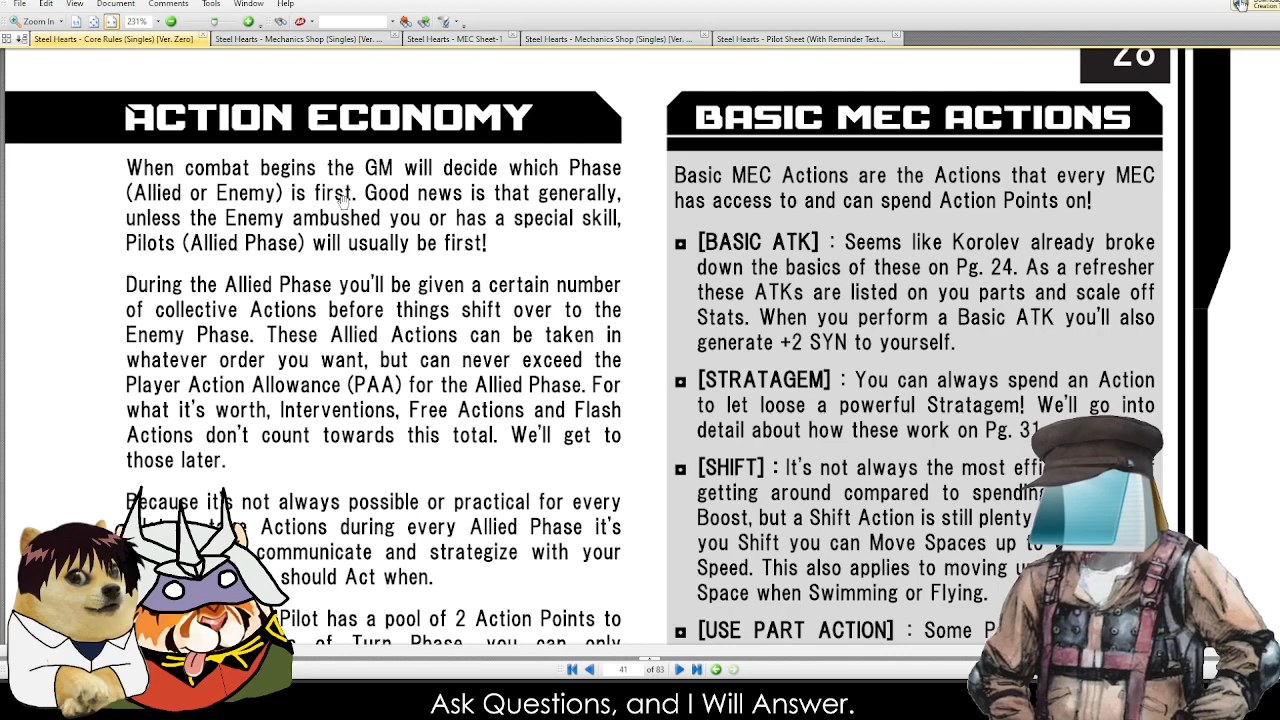 File Edit View Document Comments Tools Window Help
Creation
Zoom In 231%
Steel Hearts - Core Rules (Singles) [Ver. Zero] Steel Hearts - Mechanics Shop (Singles) [Ver. ... Steel Hearts - MEC Sheet-1 Steel Hearts - Mechanics Shop (Singles) [Ver. ... Steel Hearts - Pilot Sheet (With Reminder Text...
28
ACTION ECONOMY
When combat begins the GM will decide which Phase
(Allied or Enemy) is first. Good news is that generally,
unless the Enemy ambushed you or has a special skill,
Pilots (Allied Phase) will usually be first!
During the Allied Phase you'll be given a certain number
of collective Actions before things shift over to the
Enemy Phase. These Allied Actions can be taken in
whatever order you want, but can never exceed the
Player Action Allowance (PAA) for the Allied Phase. For
what it's worth, Interventions, Free Actions and Flash
Actions don't count towards this total. We'll get to
those later.
Because it's not always possible or practical for every
Actions during every Allied Phase it's
communicate and strategize with your
should Act when.
Pilot has a pool of 2 Action Points to
of Turn Phase, you can only
BASIC MEC ACTIONS
Basic MEC Actions are the Actions that every MEC
has access to and can spend Action Points on!
[BASIC ATK] : Seems like Korolev already broke
down the basics of these on Pg. 24. As a refresher
these ATKs are listed on you parts and scale off
Stats. When you perform a Basic ATK you'll also
generate +2 SYN to yourself.
[STRATAGEM] : You can always spend an Action
to let loose a powerful Stratagem! We'll go into
detail about how these work on Pg. 31
[SHIFT] : It's not always the most
getting around compared to
Boost, but a Shift Action is still plenty
you Shift you can Move Spaces up to
Speed. This also applies to moving
Space when Swimming or Flying.
[USE PART ACTION] : Some
41 of 83
Ask Questions, and I Will Answer.